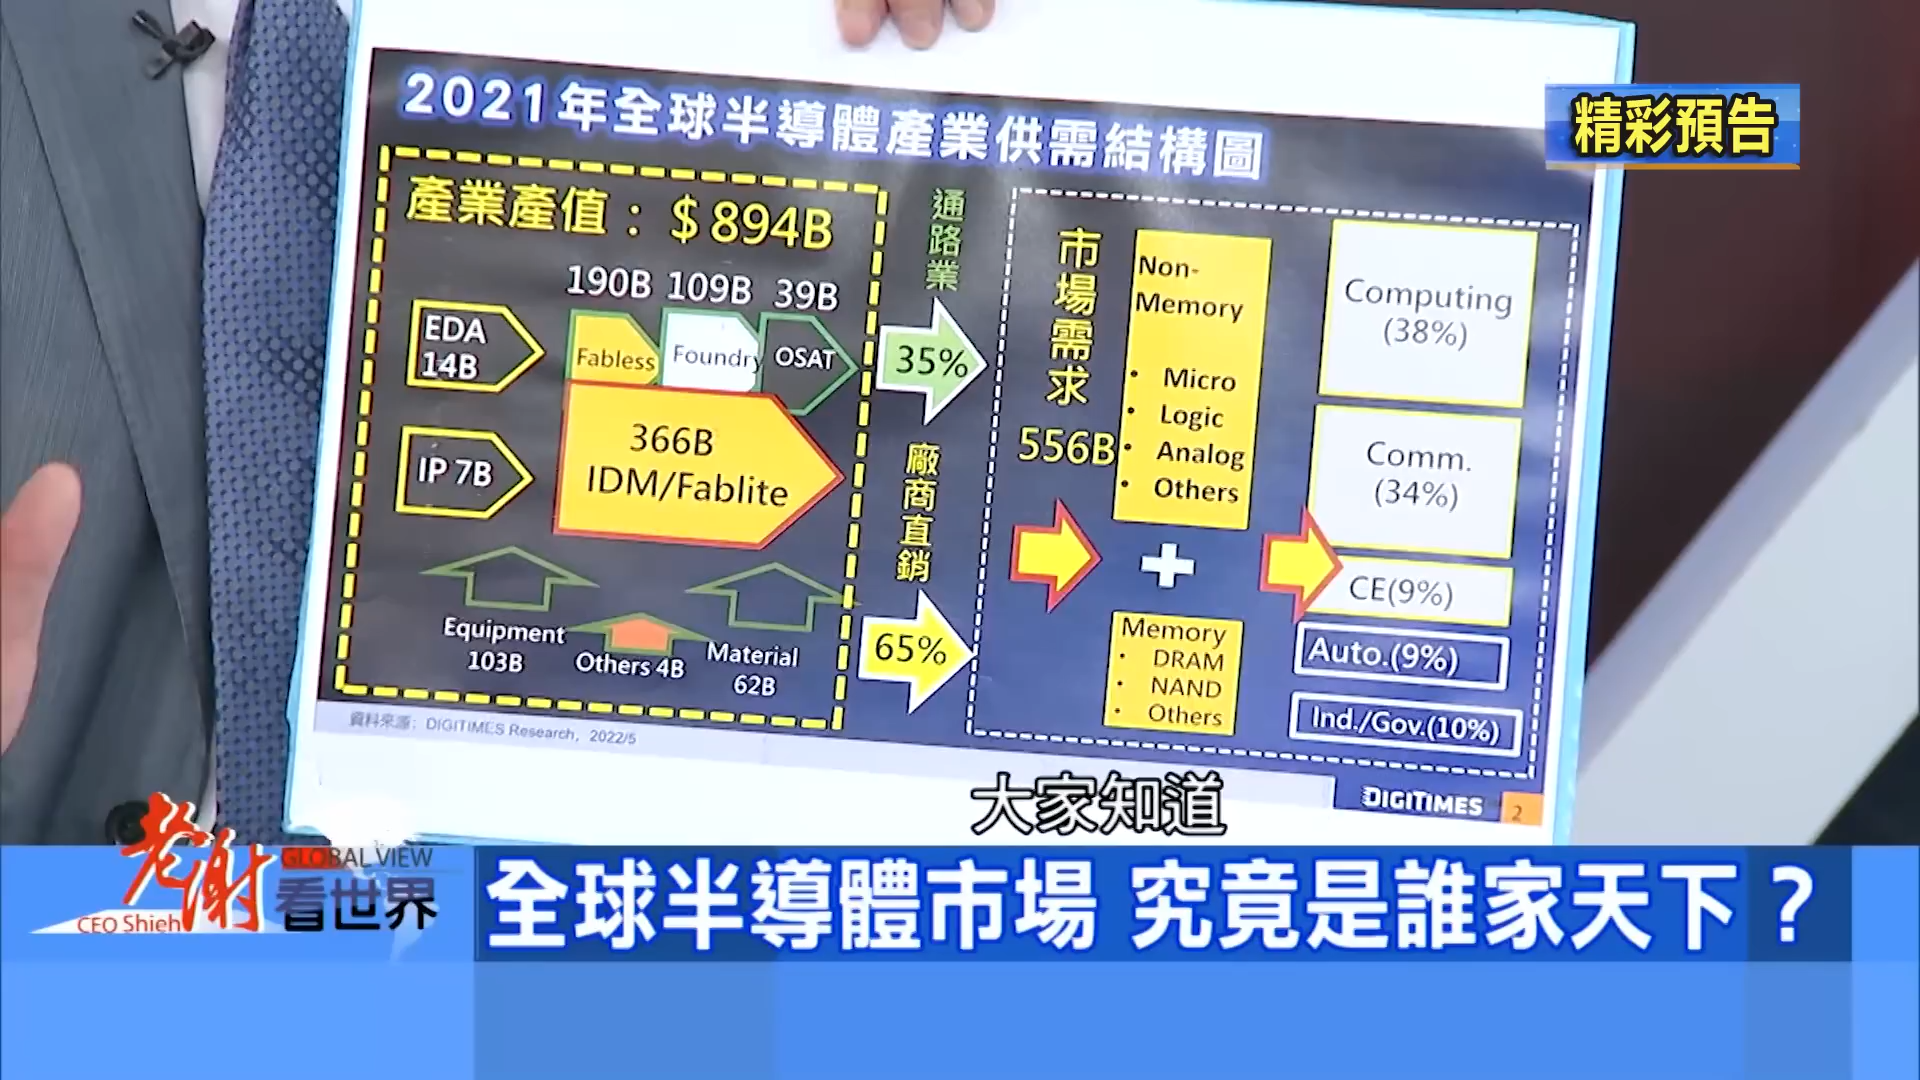 精彩預告
2021年全球半導體產業供需結構圖
產業產值：$894B
190B 109B 39B
EDA
14B
Fabless
Foundry
OSAT
IP 7B
366B
IDM/Fablite
Equipment
103B
Others 4B
Material
62B
通路業
35%
廠商直銷
65%
市場需求
556B
Non-
Memory
• Micro
• Logic
• Analog
• Others
+
Memory
• DRAM
• NAND
• Others
Computing
(38%)
Comm.
(34%)
CE(9%)
Auto.(9%)
Ind./Gov.(10%)
資料來源：DIGITIMES Research，2022/5
DIGITIMES
2
大家知道
老謝
GLOBAL VIEW
看世界
CEO Shieh
全球半導體市場 究竟是誰家天下？